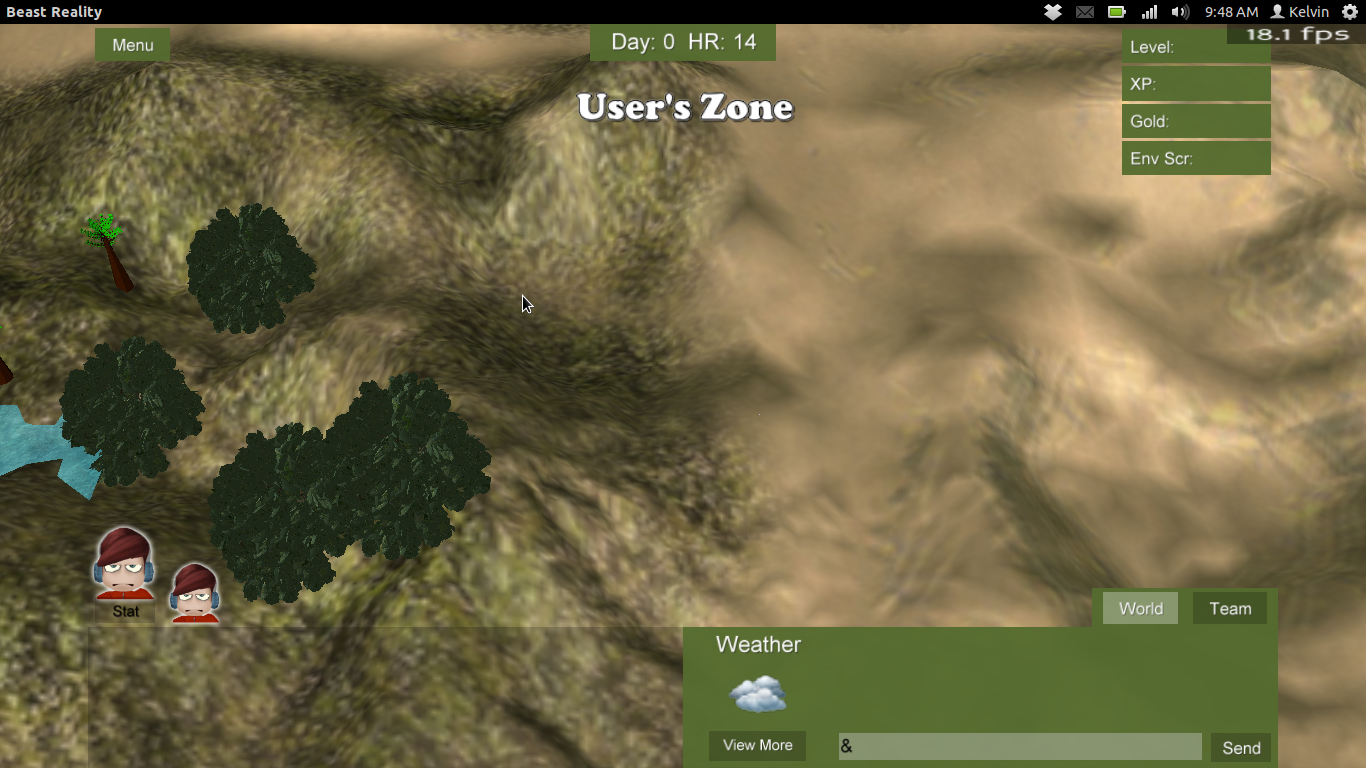 Beast Reality
9:48 AM Kelvin
18.1 fps
Menu
Day: 0 HR: 14
Level:
XP:
Gold:
Env Scr:
User's Zone
Stat
World
Team
Weather
View More
&
Send